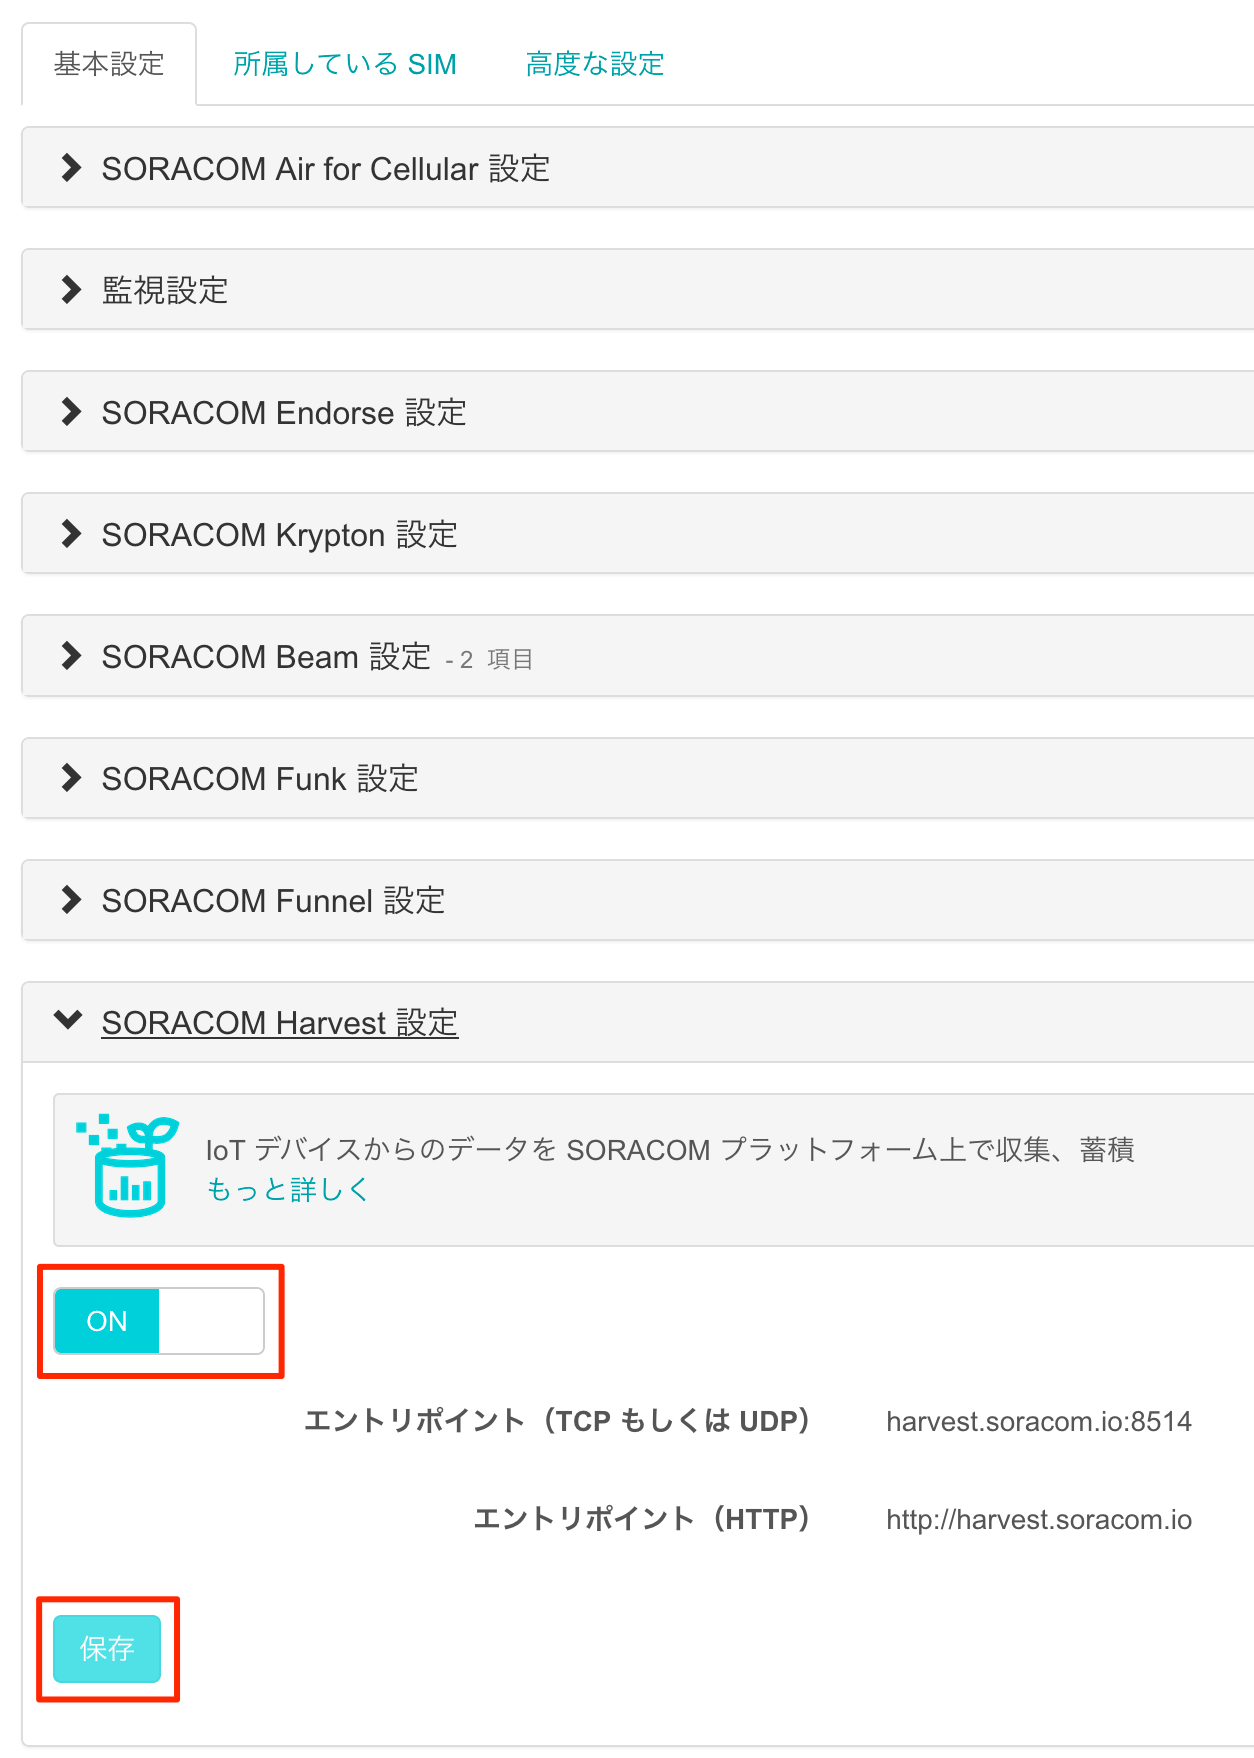 基本設定
所属している SIM
高度な設定
SORACOM Air for Cellular 設定
監視設定
SORACOM Endorse 設定
SORACOM Krypton 設定
SORACOM Beam 設定 - 2 項目
SORACOM Funk 設定
SORACOM Funnel 設定
SORACOM Harvest 設定
IoT デバイスからのデータを SORACOM プラットフォーム上で収集、蓄積
もっと詳しく
ON
エントリポイント（TCP もしくは UDP） harvest.soracom.io:8514
エントリポイント（HTTP） http://harvest.soracom.io
保存